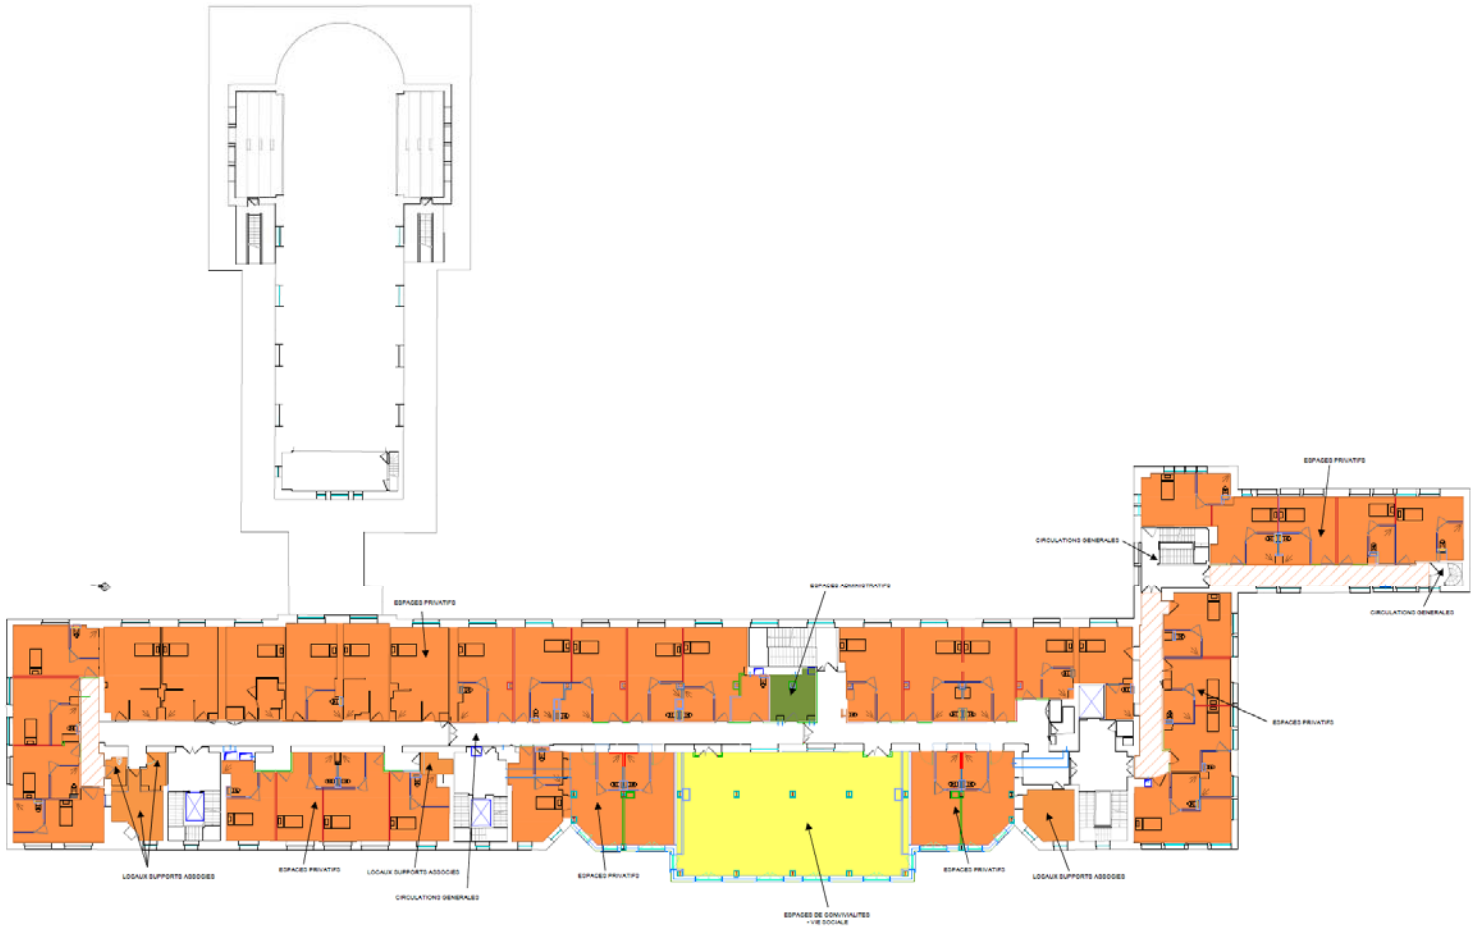 ESPACES PRIVATIFS
CIRCULATIONS GENERALES
ESPACES ADMINISTRATIFS
ESPACES PRIVATIFS
CIRCULATIONS GENERALES
ESPACES PRIVATIFS
LOCAUX SUPPORTS ASSOCIES
ESPACES PRIVATIFS
LOCAUX SUPPORTS ASSOCIES
ESPACES PRIVATIFS
ESPACES PRIVATIFS
LOCAUX SUPPORTS ASSOCIES
CIRCULATIONS GENERALES
ESPACES DE CONVIVIALITES
- VIE SOCIALE